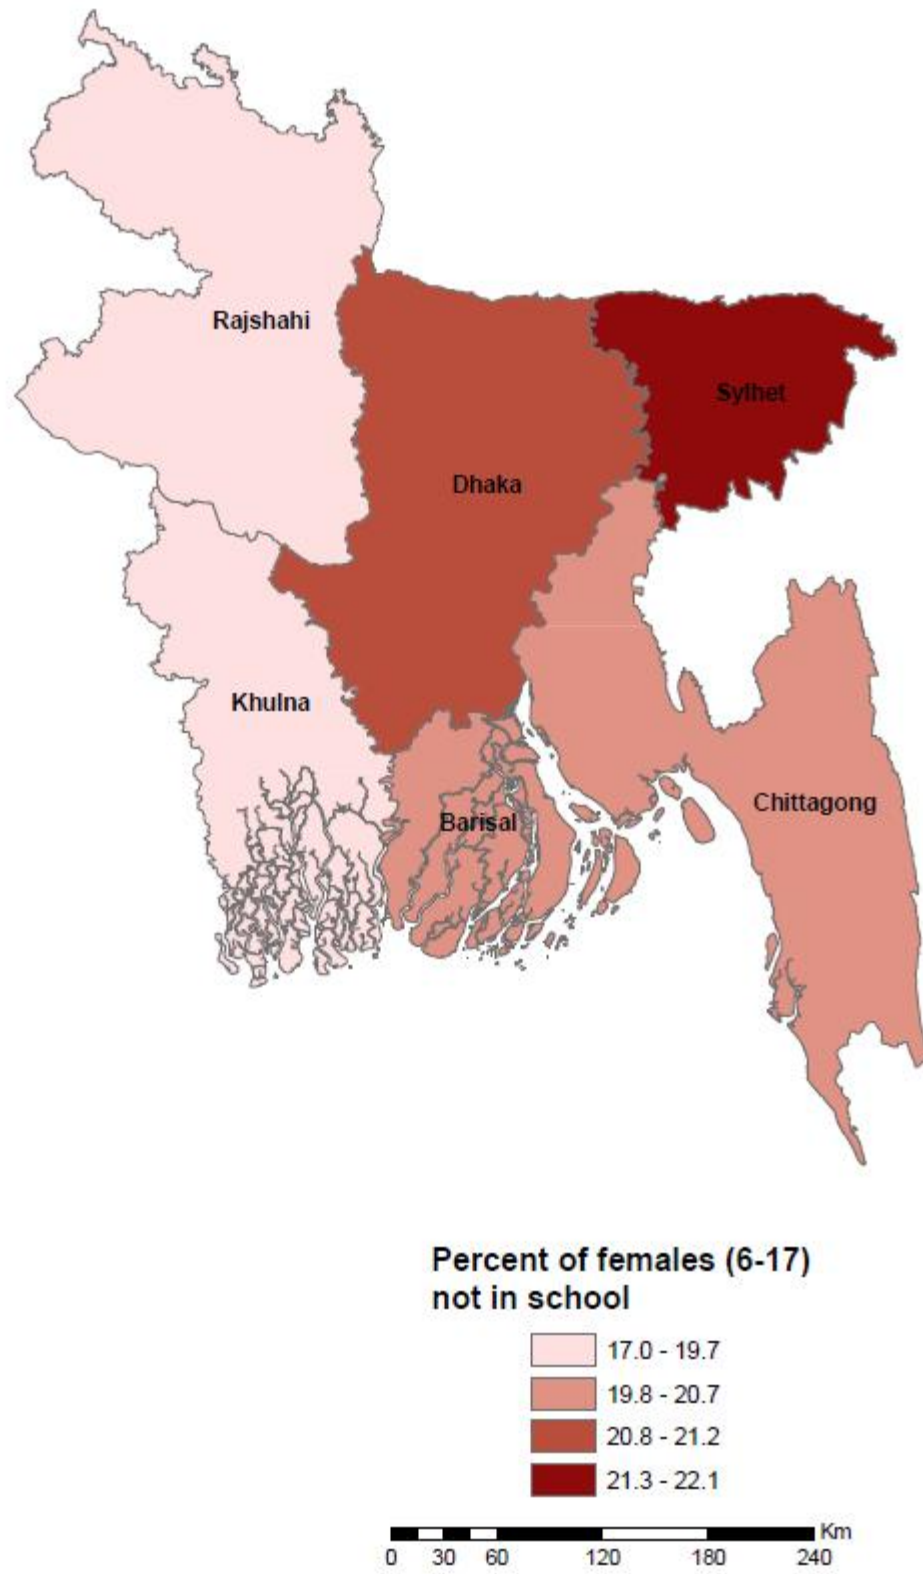 Rajshahi
Sylhet
Dhaka
Khulna
Chittagong
Barisal
Percent of females (6-17)
not in school
17.0 - 19.7
19.8 - 20.7
20.8 - 21.2
21.3 - 22.1
Km
0 30 60 120 180 240